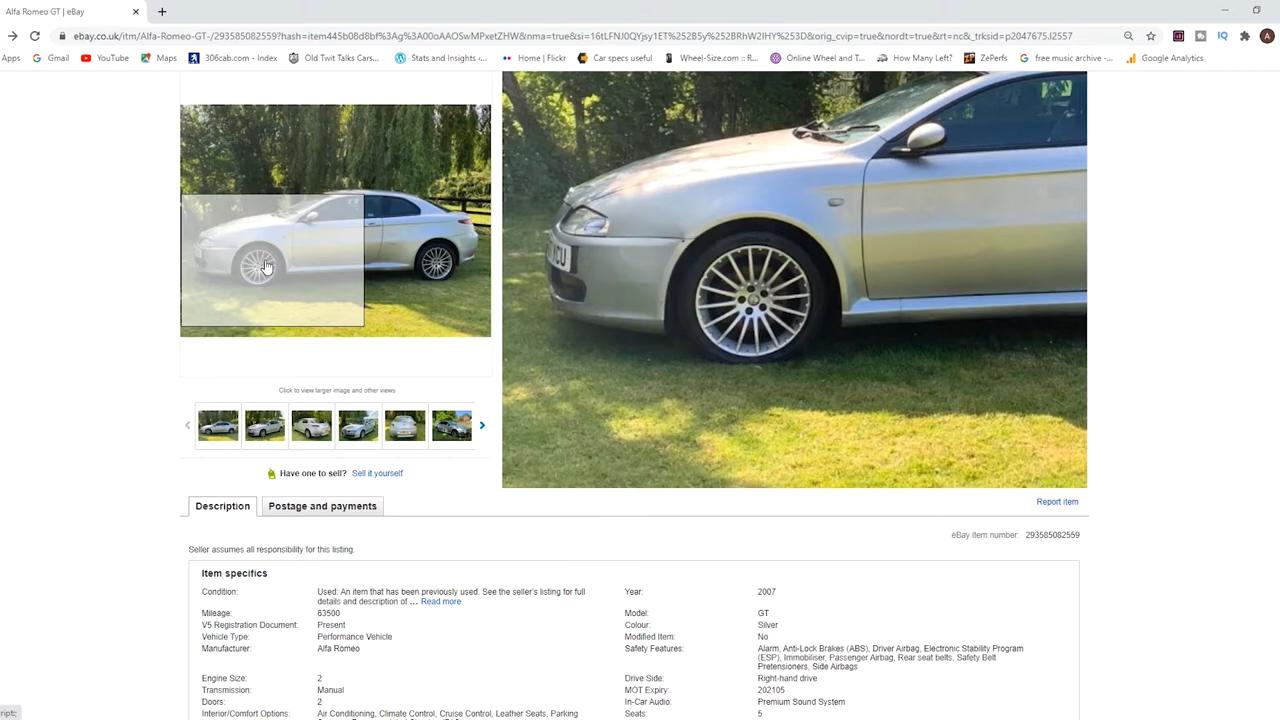 Alfa Romeo GT | eBay
ebay.co.uk/itm/Alfa-Romeo-GT-/293585082559?hash=item445b08d8bf%3Ag%3A00oAAOSwMPxetZHW&nma=true&si=16tLFNJ0QYjsy1ET%252B5y%252BRhW2IHY%253D&orig_cvip=true&nordt=true&rt=nc&_trksid=p2047675.l2557
A
Apps
Gmail
YouTube
Maps
306cab.com - Index
Old Twit Talks Cars...
Stats and Insights ‹...
Home | Flickr
Car specs useful
Wheel-Size.com :: R...
Online Wheel and T...
How Many Left?
ZePerfs
free music archive -...
Google Analytics
Click to view larger image and other views
Have one to sell? Sell it yourself
Description
Postage and payments
Report item
eBay item number: 293585082559
Seller assumes all responsibility for this listing.
Item specifics
Condition: Used: An item that has been previously used. See the seller's listing for full
details and description of ... Read more
Year: 2007
Mileage: 63500
Model: GT
V5 Registration Document: Present
Colour: Silver
Vehicle Type: Performance Vehicle
Modified Item: No
Manufacturer: Alfa Romeo
Safety Features: Alarm, Anti-Lock Brakes (ABS), Driver Airbag, Electronic Stability Program
(ESP), Immobiliser, Passenger Airbag, Rear seat belts, Safety Belt
Pretensioners, Side Airbags
Engine Size: 2
Drive Side: Right-hand drive
Transmission: Manual
MOT Expiry: 202105
Doors: 2
In-Car Audio: Premium Sound System
Interior/Comfort Options: Air Conditioning, Climate Control, Cruise Control, Leather Seats, Parking
Seats: 5
ript:;